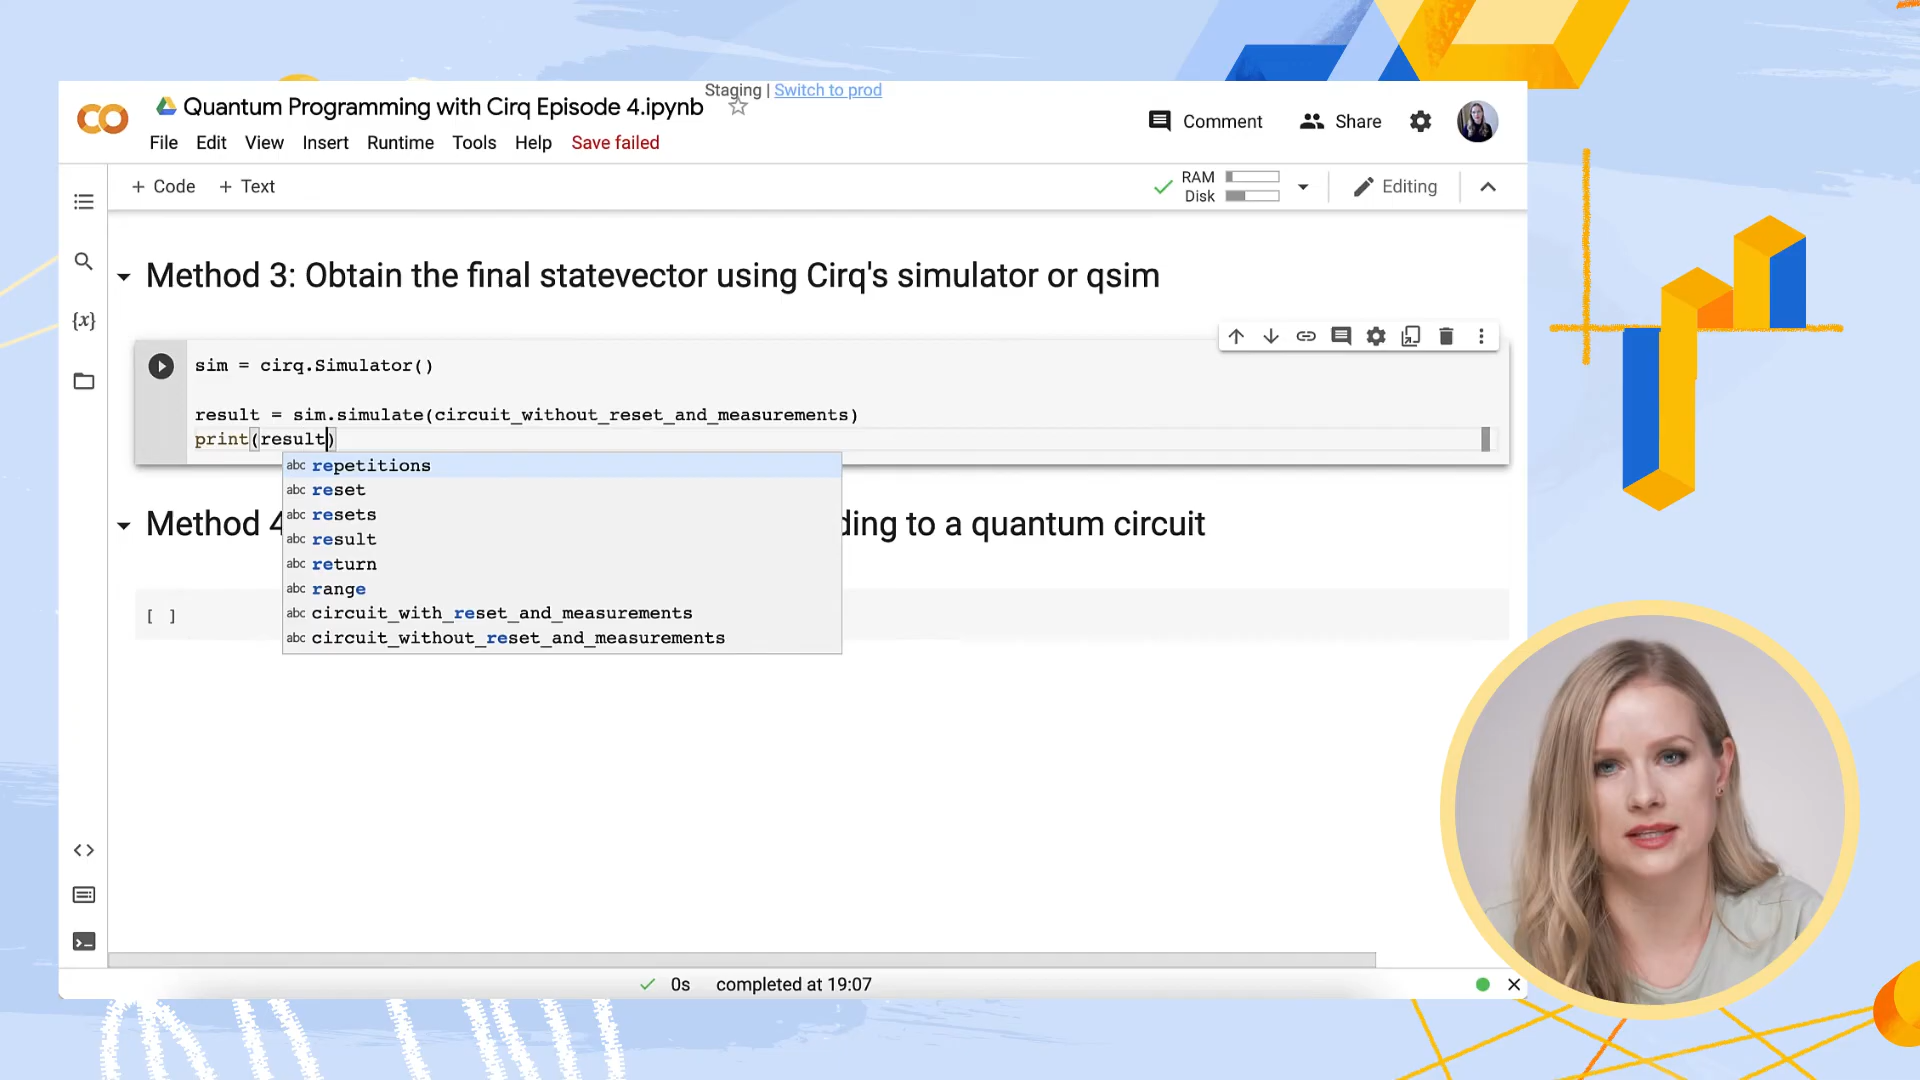 Staging | Switch to prod
Quantum Programming with Cirq Episode 4.ipynb
Comment
Share
File Edit View Insert Runtime Tools Help Save failed
+ Code + Text
RAM
Disk
Editing
Method 3: Obtain the final statevector using Cirq's simulator or qsim
{x}
sim = cirq.Simulator()
result = sim.simulate(circuit_without_reset_and_measurements)
print(result)
abc repetitions
abc reset
abc resets
abc result
abc return
abc range
abc circuit_with_reset_and_measurements
abc circuit_without_reset_and_measurements
Method 4 ding to a quantum circuit
[ ]
0s completed at 19:07